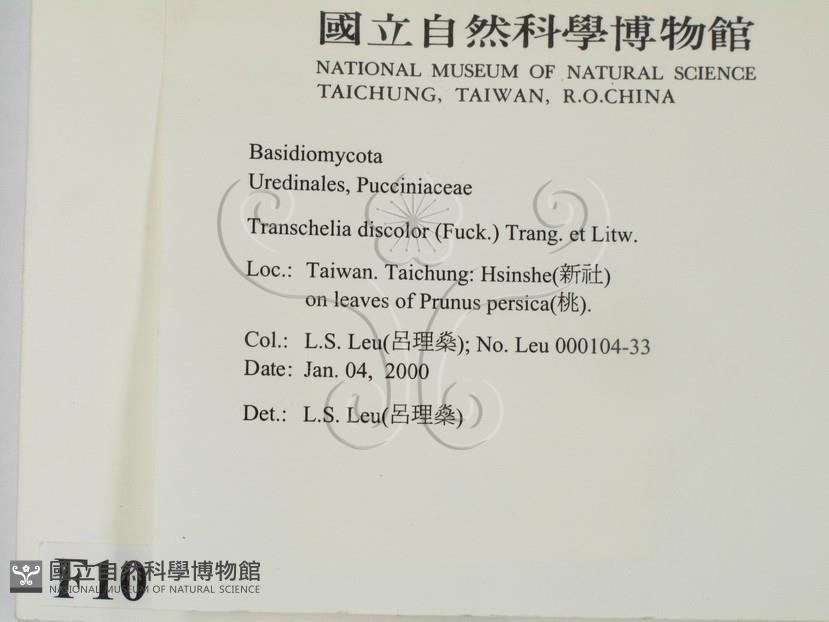 國立自然科學博物館
NATIONAL MUSEUM OF NATURAL SCIENCE
TAICHUNG, TAIWAN, R.O.CHINA
Basidiomycota
Uredinales, Pucciniaceae
Transchelia discolor (Fuck.) Trang. et Litw.
Loc.: Taiwan. Taichung: Hsinshe(新社)
on leaves of Prunus persica(桃).
Col.: L.S. Leu(呂理燊); No. Leu 000104-33
Date: Jan. 04, 2000
Det.: L.S. Leu(呂理燊)
F10
國立自然科學博物館
NATIONAL MUSEUM OF NATURAL SCIENCE